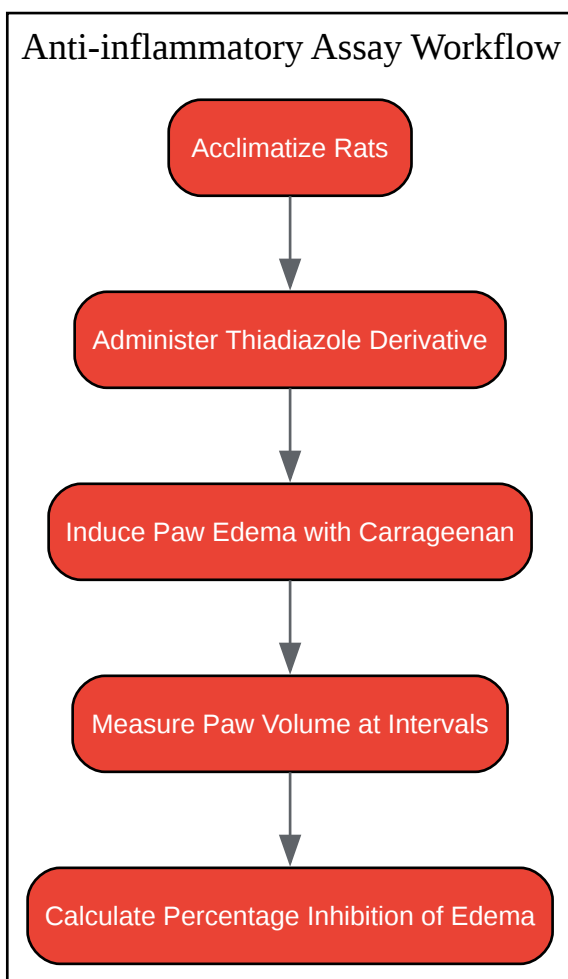 Anti-inflammatory Assay Workflow
Acclimatize Rats
Administer Thiadiazole Derivative
Induce Paw Edema with Carrageenan
Measure Paw Volume at Intervals
Calculate Percentage Inhibition of Edema